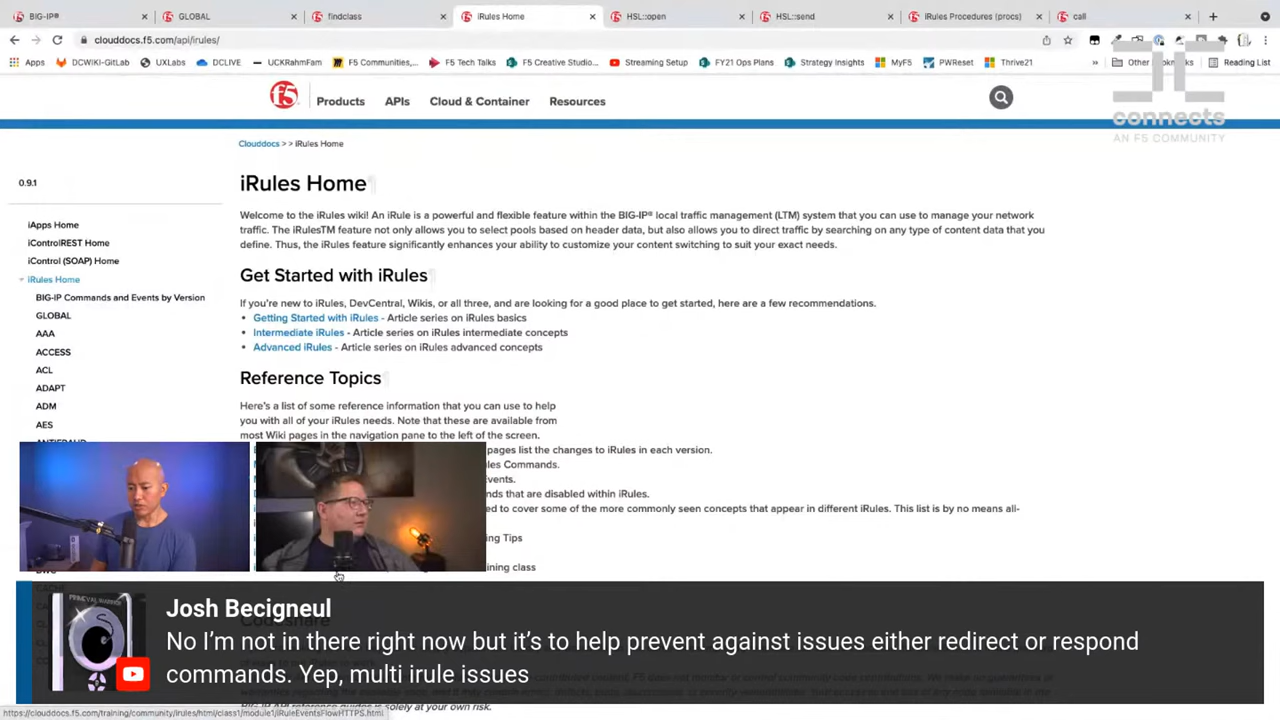 BIG-IP®
GLOBAL
findclass
iRules Home
HSL::open
HSL::send
iRules Procedures (procs)
call
clouddocs.f5.com/api/irules/
Apps
DCWIKI-GitLab
UXLabs
DCLIVE
UCKRahmFam
F5 Communities,...
F5 Tech Talks
F5 Creative Studio...
Streaming Setup
FY21 Ops Plans
Strategy Insights
MyF5
PWReset
Thrive21
Reading List
connects
AN F5 COMMUNITY
f5
Products
APIs
Cloud & Container
Resources
Clouddocs > > iRules Home
0.9.1
iApps Home
iControlREST Home
iControl (SOAP) Home
iRules Home
BIG-IP Commands and Events by Version
GLOBAL
AAA
ACCESS
ACL
ADAPT
ADM
AES
iRules Home
Welcome to the iRules wiki! An iRule is a powerful and flexible feature within the BIG-IP® local traffic management (LTM) system that you can use to manage your network
traffic. The iRulesTM feature not only allows you to select pools based on header data, but also allows you to direct traffic by searching on any type of content data that you
define. Thus, the iRules feature significantly enhances your ability to customize your content switching to suit your exact needs.
Get Started with iRules
If you're new to iRules, DevCentral, Wikis, or all three, and are looking for a good place to get started, here are a few recommendations.
• Getting Started with iRules - Article series on iRules basics
• Intermediate iRules - Article series on iRules intermediate concepts
• Advanced iRules - Article series on iRules advanced concepts
Reference Topics
Here's a list of some reference information that you can use to help
you with all of your iRules needs. Note that these are available from
most Wiki pages in the navigation pane to the left of the screen.
pages list the changes to iRules in each version.
les Commands.
vents.
nds that are disabled within iRules.
ed to cover some of the more commonly seen concepts that appear in different iRules. This list is by no means all-
ing Tips
ining class
Josh Becigneul
No I'm not in there right now but it's to help prevent against issues either redirect or respond
commands. Yep, multi irule issues
https://clouddocs.f5.com/training/community/irules/html/class1/module1/iRuleEventsFlowHTTPS.html
is solely at your own risk.